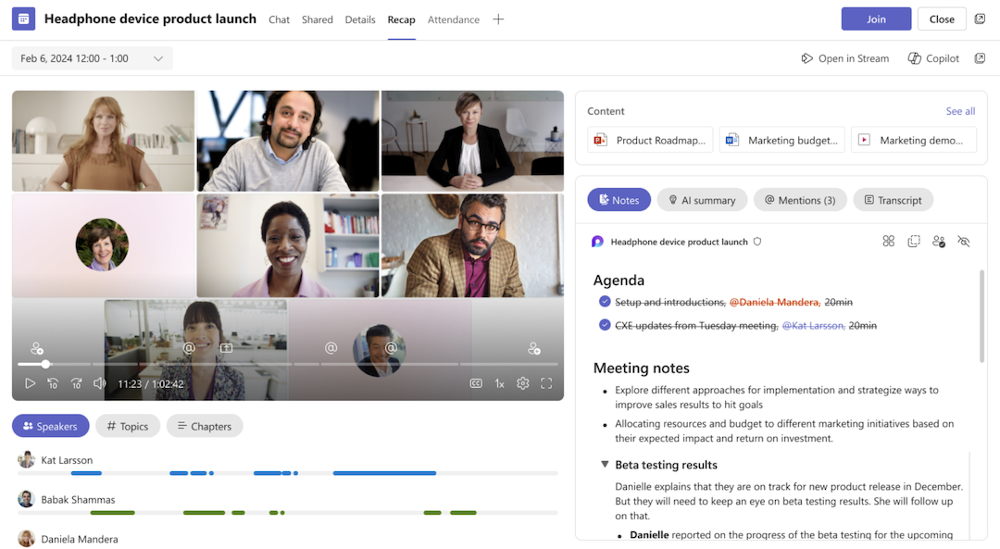 Headphone device product launch
Chat Shared Details Recap Attendance
Join Close
Feb 6, 2024 12:00 - 1:00
Open in Stream Copilot
11:23 / 1:02:42
10 10 CC 1x
Speakers # Topics Chapters
Kat Larsson
Babak Shammas
Daniela Mandera
Content See all
Product Roadmap... Marketing budget... Marketing demo...
Notes AI summary @ Mentions (3) Transcript
Headphone device product launch
Agenda
Setup and introductions, @Daniela Mandera, 20min
CXE updates from Tuesday meeting, @Kat Larsson, 20min
Meeting notes
• Explore different approaches for implementation and strategize ways to
improve sales results to hit goals
• Allocating resources and budget to different marketing initiatives based on
their expected impact and return on investment.
Beta testing results
Danielle explains that they are on track for new product release in December.
But they will need to keep an eye on beta testing results. She will follow up
on that.
• Danielle reported on the progress of the beta testing for the upcoming